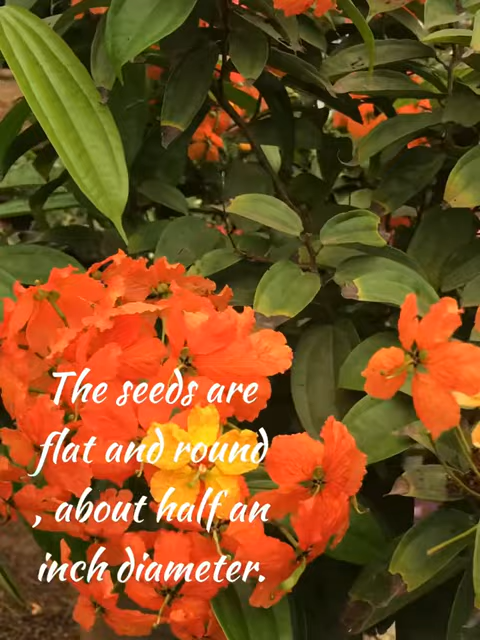 The seeds are
flat and round
, about half an
inch diameter.